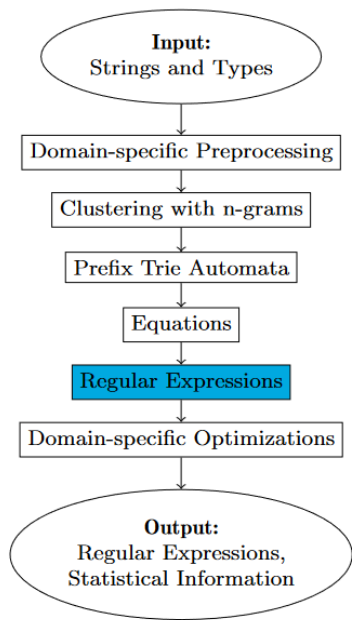 Input:
Strings and Types
Domain-specific Preprocessing
Clustering with n-grams
Prefix Trie Automata
Equations
Regular Expressions
Domain-specific Optimizations
Output:
Regular Expressions,
Statistical Information